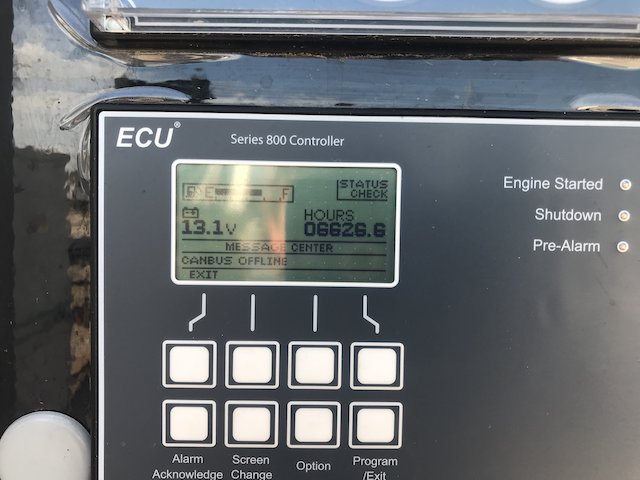 ECU®
Series 800 Controller
E F
STATUS
CHECK
13.1V
HOURS
06626.6
MESSAGE CENTER
CANBUS OFFLINE
EXIT
Engine Started
Shutdown
Pre-Alarm
Alarm
Acknowledge
Screen
Change
Option
Program
/Exit